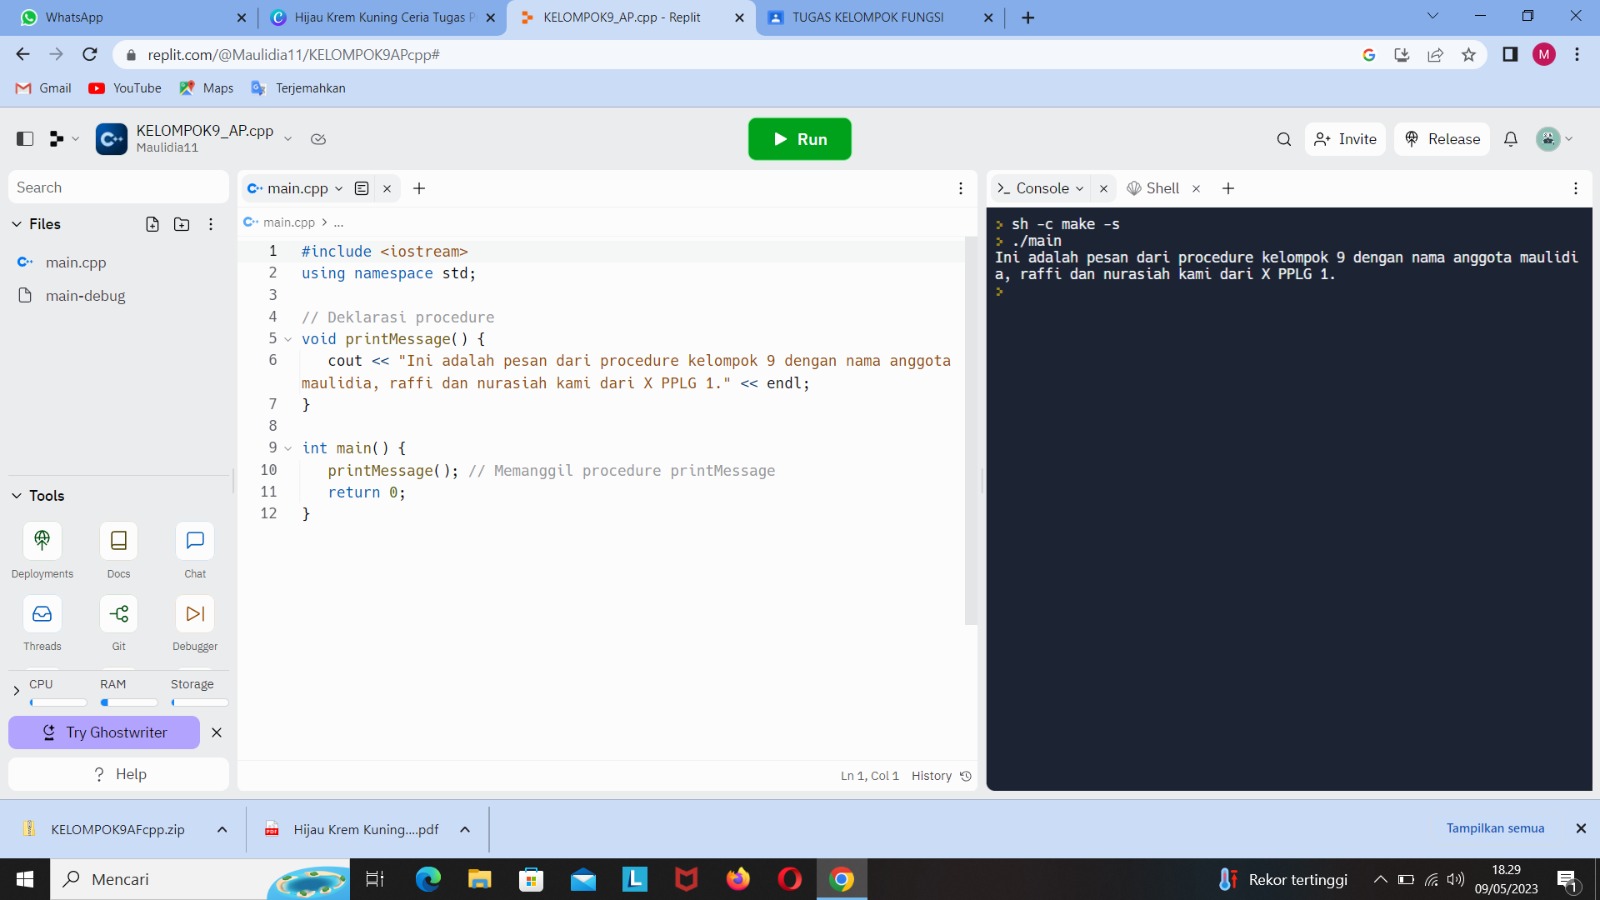 WhatsApp
Hijau Krem Kuning Ceria Tugas P
KELOMPOK9_AP.cpp - Replit
TUGAS KELOMPOK FUNGSI
replit.com/@Maulidia11/KELOMPOK9APcpp#
M
Gmail
YouTube
Maps
Terjemahkan
KELOMPOK9_AP.cpp
Maulidia11
Run
Invite
Release
Search
main.cpp
Console
Shell
Files
main.cpp
main-debug
main.cpp > ...
1 #include <iostream>
2 using namespace std;
3
4 // Deklarasi procedure
5 void printMessage() {
6 cout << "Ini adalah pesan dari procedure kelompok 9 dengan nama anggota
maulidia, raffi dan nurasiah kami dari X PPLG 1." << endl;
7 }
8
9 int main() {
10 printMessage(); // Memanggil procedure printMessage
11 return 0;
12 }
> sh -c make -s
> ./main
Ini adalah pesan dari procedure kelompok 9 dengan nama anggota maulidi
a, raffi dan nurasiah kami dari X PPLG 1.
>
Tools
Deployments
Docs
Chat
Threads
Git
Debugger
CPU
RAM
Storage
Try Ghostwriter
? Help
Ln 1, Col 1
History
KELOMPOK9AFcpp.zip
Hijau Krem Kuning....pdf
Tampilkan semua
Mencari
Rekor tertinggi
18.29
09/05/2023
1